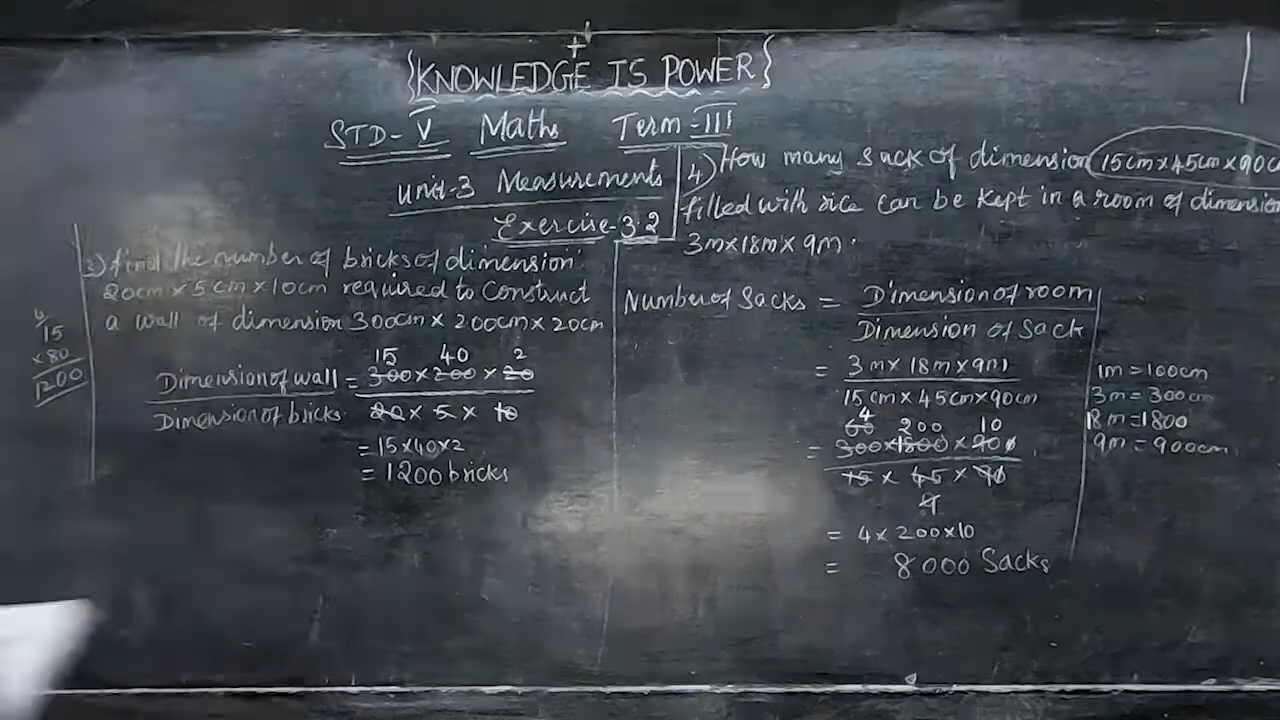 {KNOWLEDGE IS POWER}
STD-V Maths Term-III
Unit-3 Measurements
Exercise-3.2
3) find the number of bricks of dimension
20cm × 5cm × 10cm required to Construct
a wall of dimension 300cm × 200cm × 20cm
15 40 2
Dimension of wall = 300 × 200 × 20
Dimension of bricks 20 × 5 × 10
= 15×40×2
= 1200 bricks
15
×80
1200
4) How many sack of dimension 15cm×45cm×90c
filled with rice can be kept in a room of dimension
3m×18m×9m.
Number of Sacks = Dimension of room
Dimension of Sack
= 3m×18m×9m
15cm×45cm×90cm
4
60 200 10
= 300×1800×900
15 × 45 × 90
9
= 4 × 200×10
= 8000 Sacks
1m = 100cm
3m = 300cm
18m = 1800
9m = 900cm